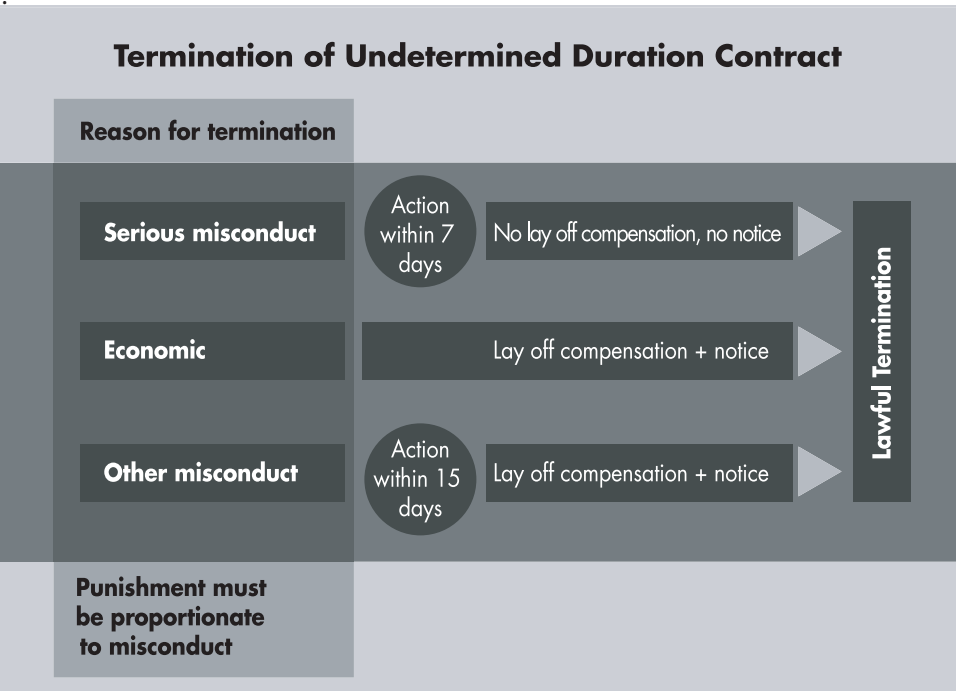 Termination of Undetermined Duration Contract
Reason for termination
Serious misconduct
Action
within 7
days
No lay off compensation, no notice
Economic
Lay off compensation + notice
Other misconduct
Action
within 15
days
Lay off compensation + notice
Lawful Termination
Punishment must
be proportionate
to misconduct